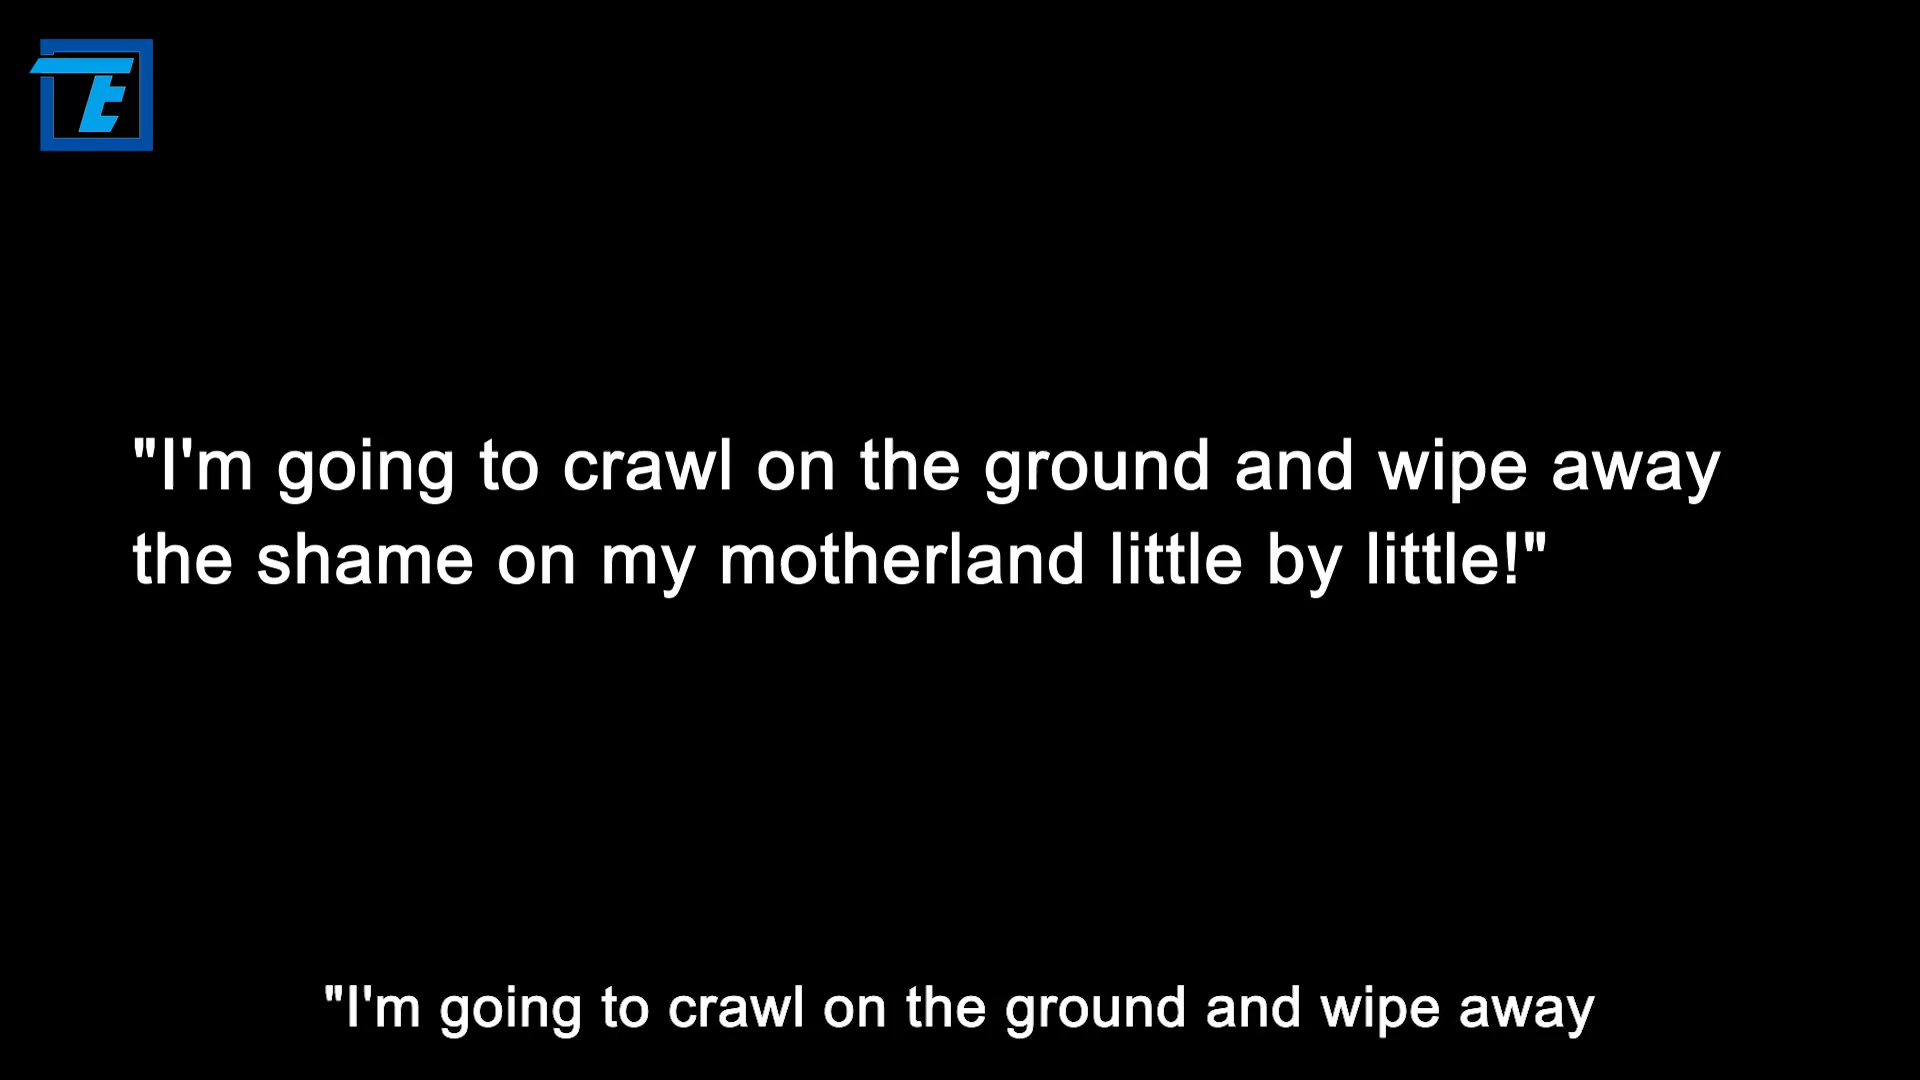 TE
"I'm going to crawl on the ground and wipe away
the shame on my motherland little by little!"
"I'm going to crawl on the ground and wipe away